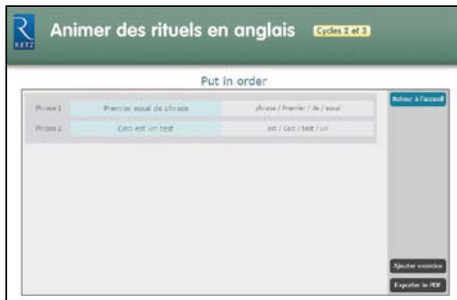 RETZ
Animer des rituels en anglais Cycles 2 et 3
Put in order
Retour à l'accueil
Phrase 1 Premier essai de phrase phrase / Premier / de / essai
Phrase 2 Ceci est un test est / Ceci / test / un
Ajouter exercice
Exporter le PDF